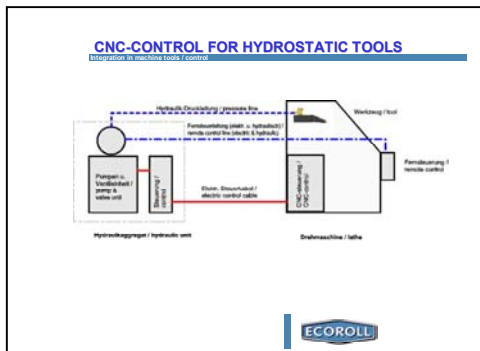 CNC-CONTROL FOR HYDROSTATIC TOOLS
Integration in machine tools / control
Hydraulik-Druckleitung / pressure line
Werkzeug / tool
Fernsteuerleitung (elektr. u. hydraulisch) /
remote control line (electric & hydraulic)
Fernsteuerung /
remote control
Pumpen u.
Ventileinheit /
pump &
valve unit
Steuerung /
control
CNC-steuerung /
CNC-control
Elektr. Steuerkabel /
electric control cable
Hydraulikaggregat / hydraulic unit
Drehmaschine / lathe
ECOROLL